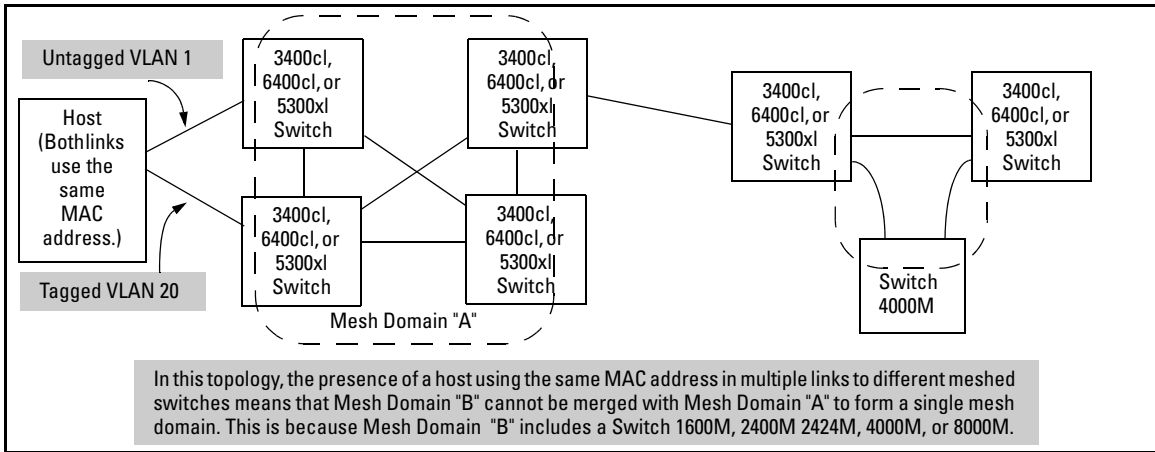 Untagged VLAN 1
Host
(Bothlinks
use the
same
MAC
address.)
Tagged VLAN 20
3400cl,
6400cl, or
5300xl
Switch
3400cl,
6400cl, or
5300xl
Switch
3400cl,
6400cl, or
5300xl
Switch
3400cl,
6400cl, or
5300xl
Switch
Mesh Domain "A"
3400cl,
6400cl, or
5300xl
Switch
3400cl,
6400cl, or
5300xl
Switch
Switch
4000M
In this topology, the presence of a host using the same MAC address in multiple links to different meshed
switches means that Mesh Domain "B" cannot be merged with Mesh Domain "A" to form a single mesh
domain. This is because Mesh Domain "B" includes a Switch 1600M, 2400M 2424M, 4000M, or 8000M.